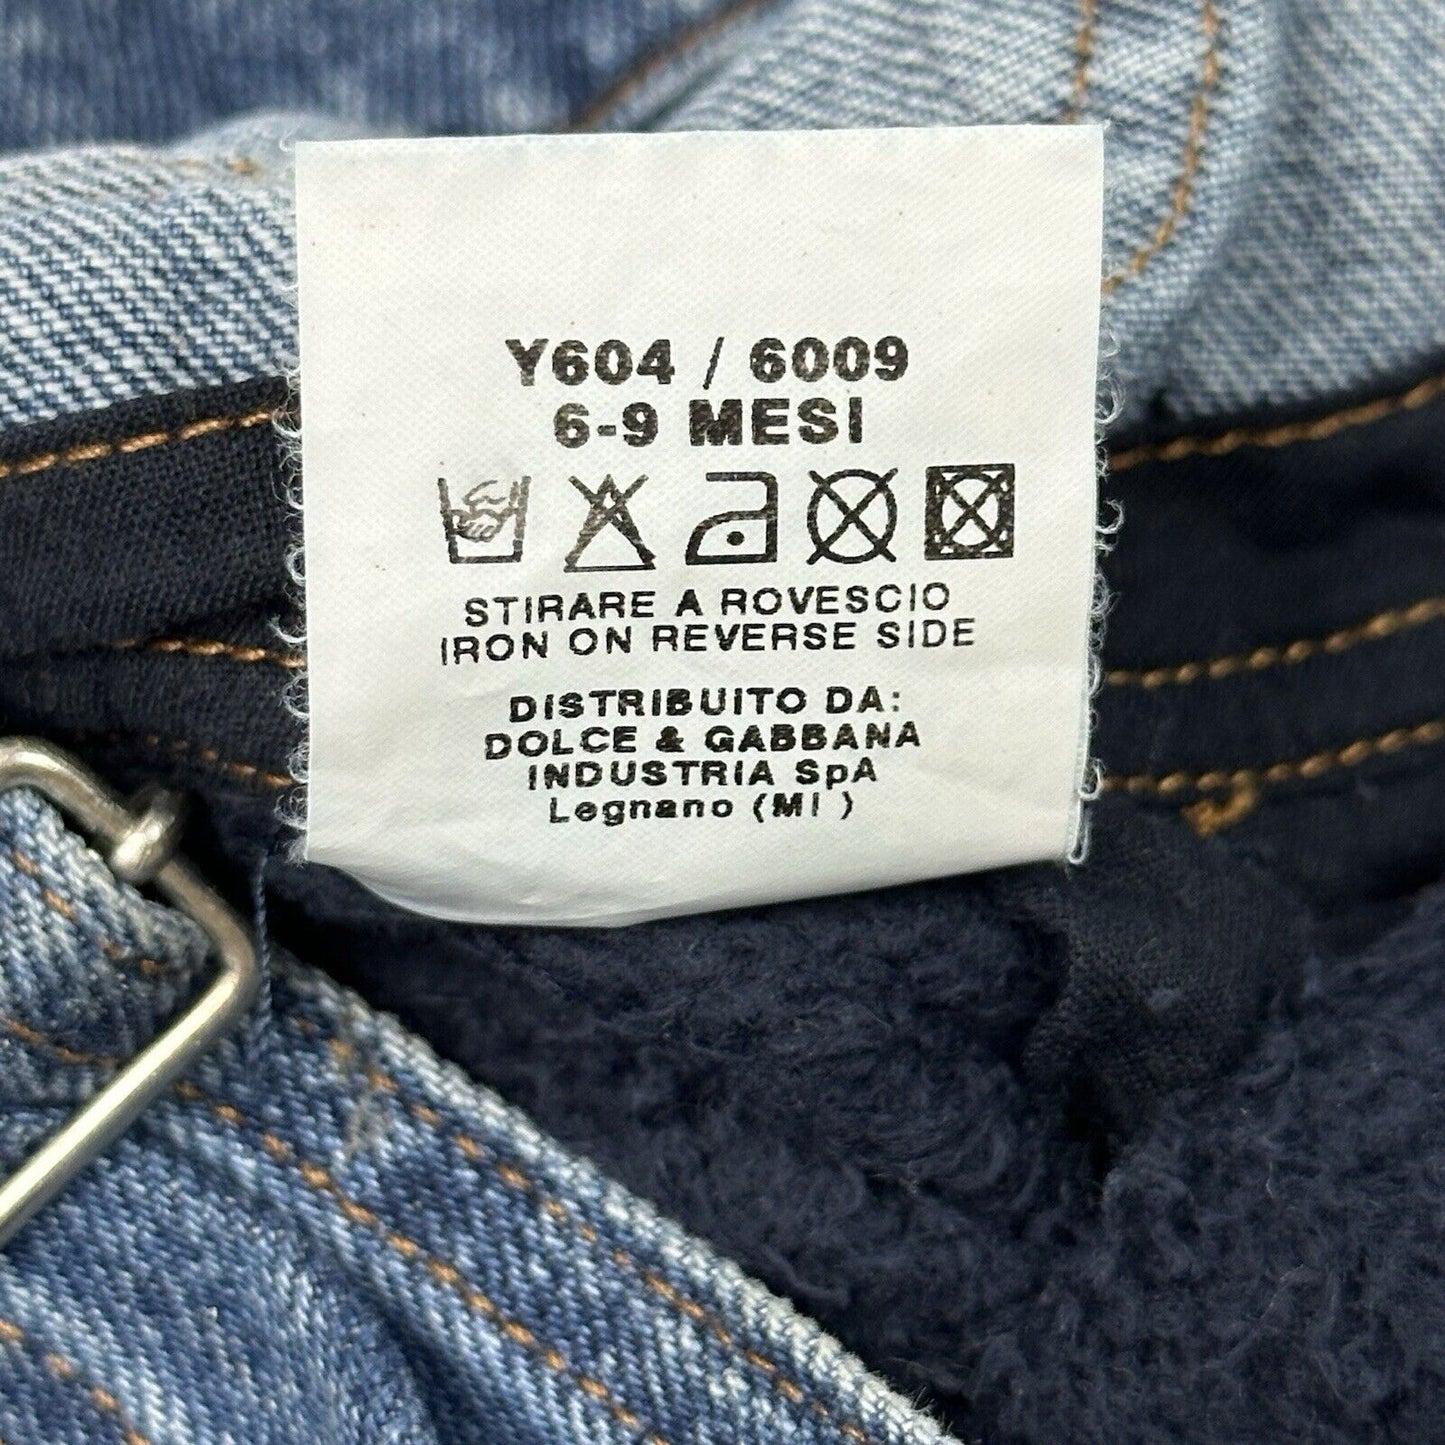 Y604 / 6009
6-9 MESI
STIRARE A ROVESCIO
IRON ON REVERSE SIDE
DISTRIBUITO DA:
DOLCE & GABBANA
INDUSTRIA SpA
Legnano (MI )